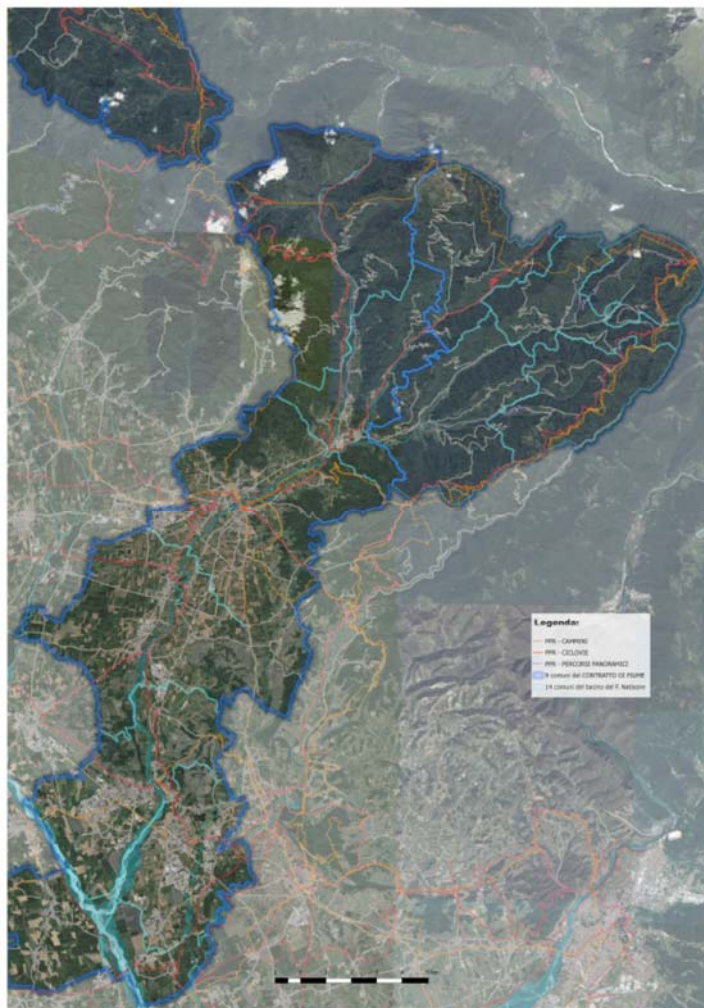 Legenda:
PPR - CAMMINI
PPR - CICLOVIE
PPR - PERCORSI PANORAMICI
9 comuni del CONTRATTO DI FIUME
14 comuni del bacino del F. Natisone